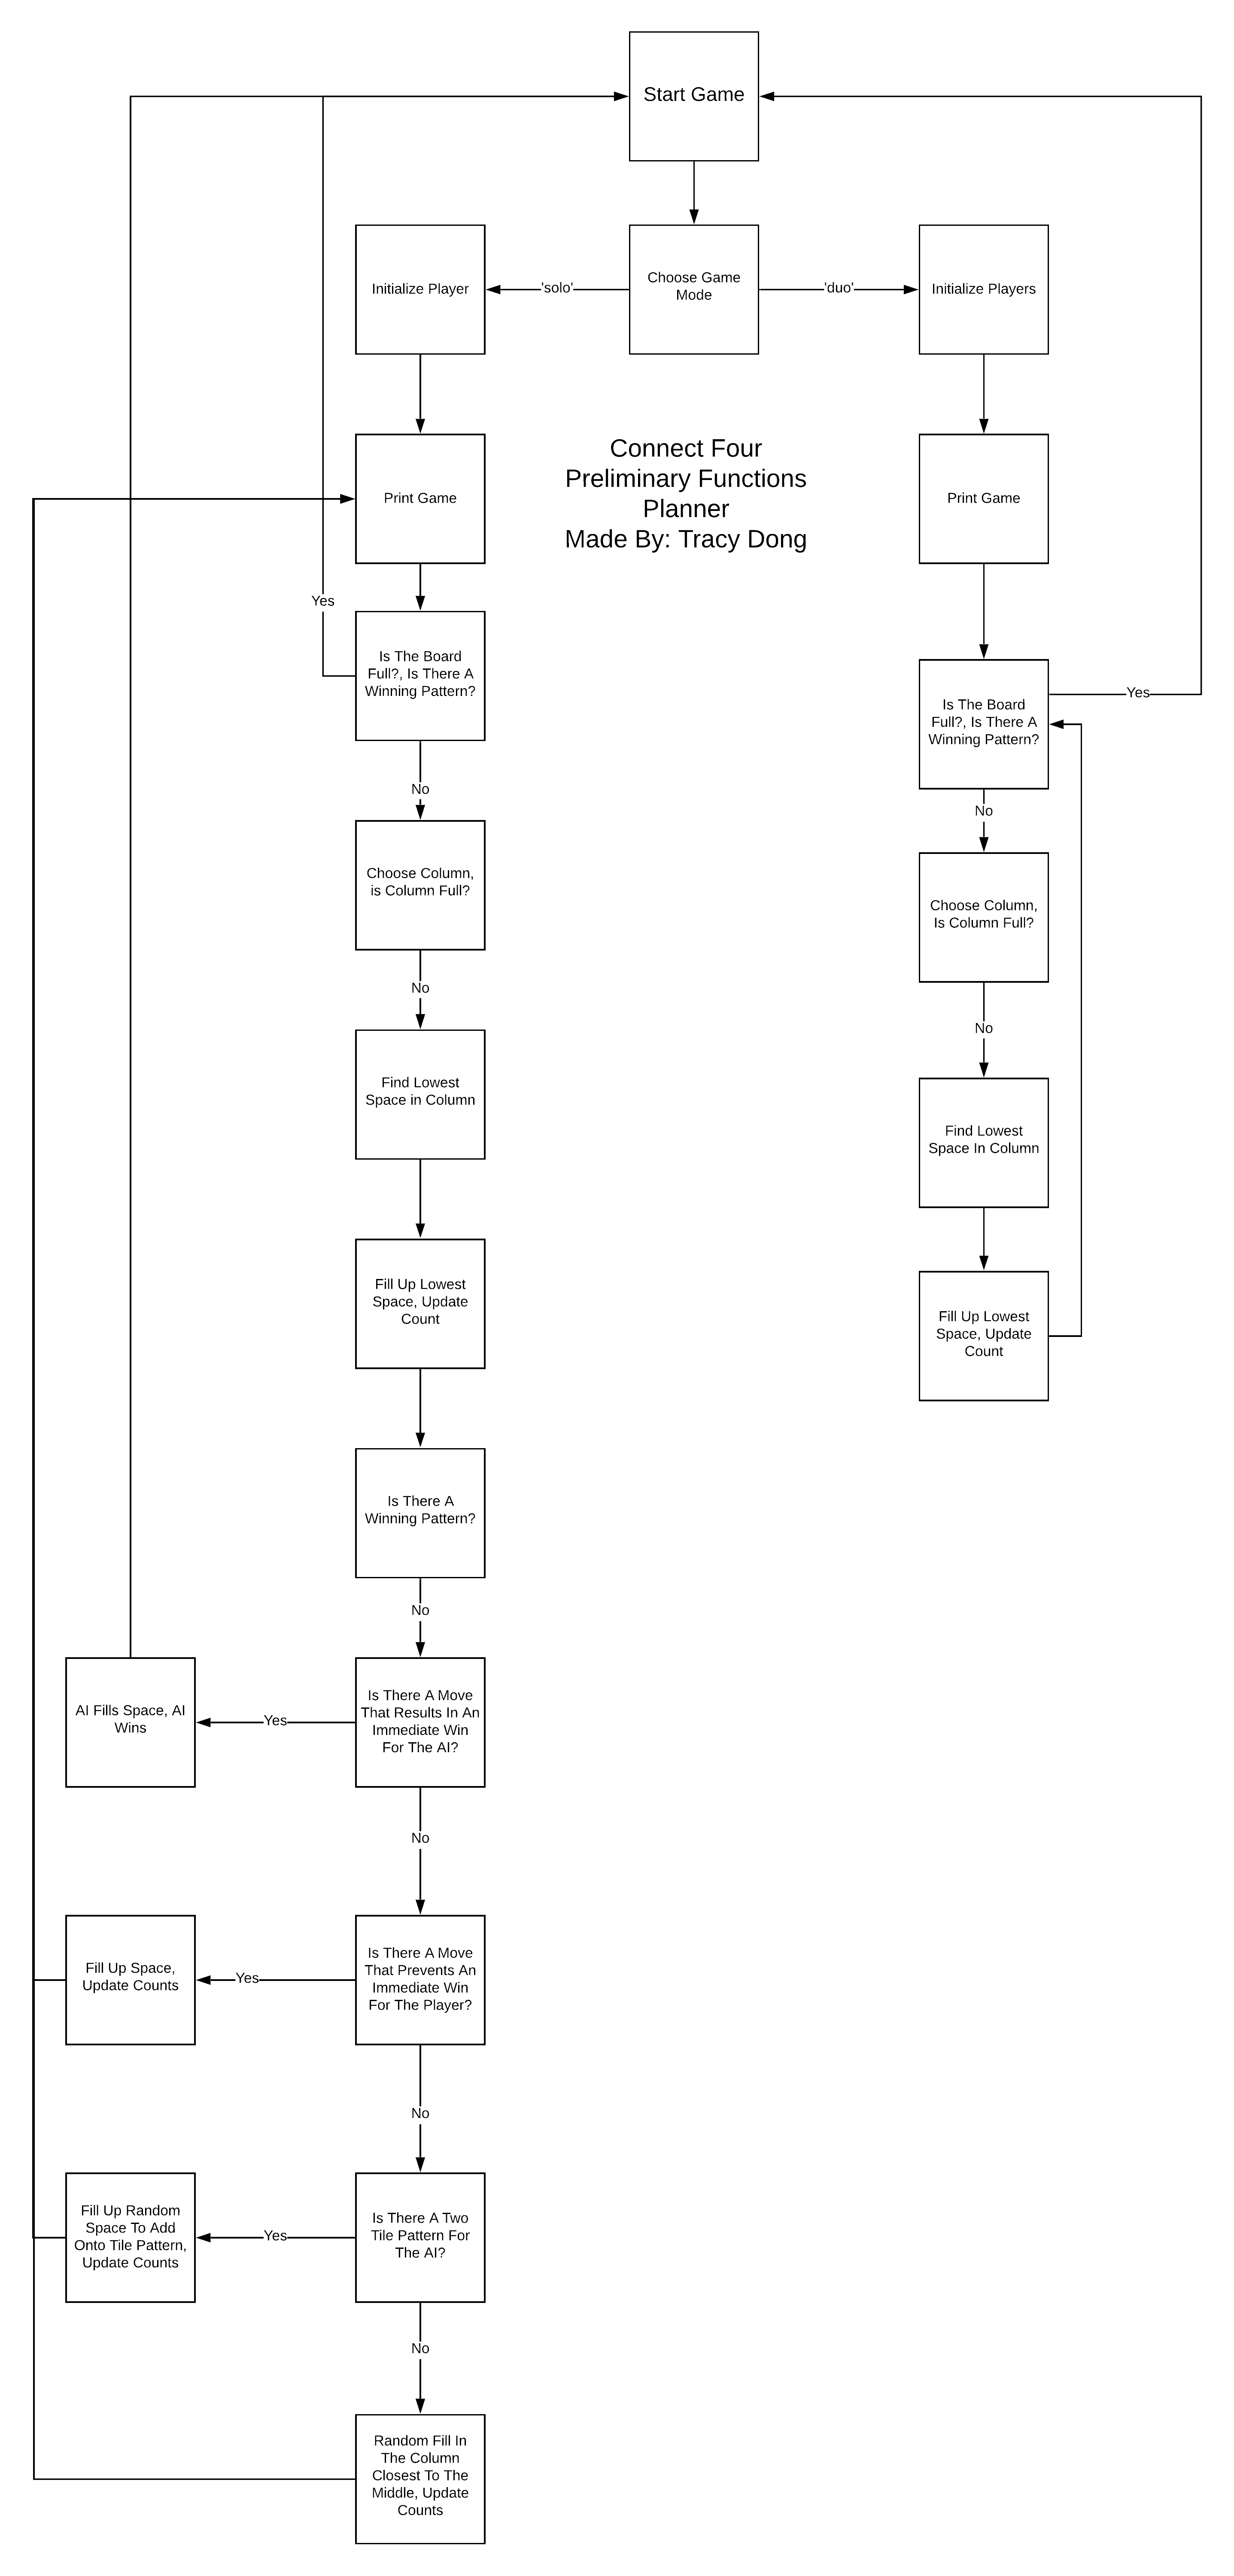 Start Game
Initialize Player
'solo'
Choose Game
Mode
'duo'
Initialize Players
Connect Four
Preliminary Functions
Planner
Made By: Tracy Dong
Print Game
Print Game
Yes
Is The Board
Full?, Is There A
Winning Pattern?
Is The Board
Full?, Is There A
Winning Pattern?
Yes
No
No
Choose Column,
is Column Full?
Choose Column,
Is Column Full?
No
No
Find Lowest
Space in Column
Find Lowest
Space In Column
Fill Up Lowest
Space, Update
Count
Fill Up Lowest
Space, Update
Count
Is There A
Winning Pattern?
No
AI Fills Space, AI
Wins
Yes
Is There A Move
That Results In An
Immediate Win
For The AI?
No
Fill Up Space,
Update Counts
Yes
Is There A Move
That Prevents An
Immediate Win
For The Player?
No
Fill Up Random
Space To Add
Onto Tile Pattern,
Update Counts
Yes
Is There A Two
Tile Pattern For
The AI?
No
Random Fill In
The Column
Closest To The
Middle, Update
Counts